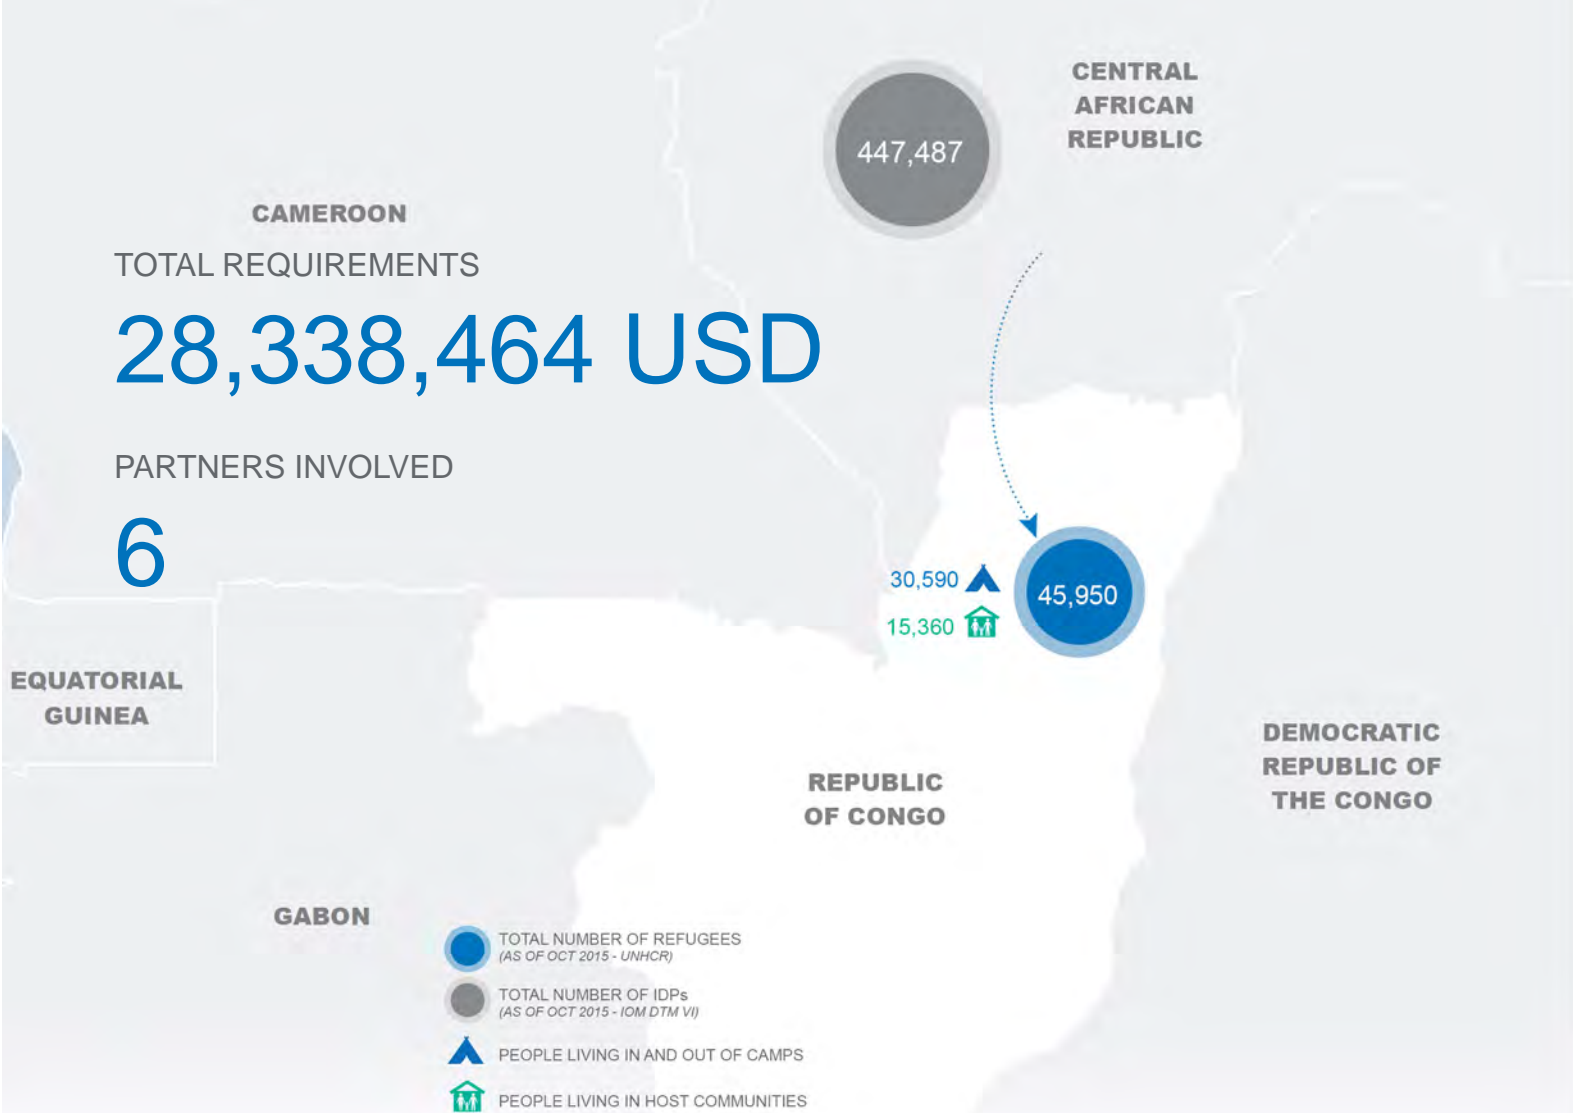 CENTRAL
AFRICAN
REPUBLIC
447,487
CAMEROON
TOTAL REQUIREMENTS
28,338,464 USD
PARTNERS INVOLVED
6
30,590
45,950
15,360
EQUATORIAL
GUINEA
DEMOCRATIC
REPUBLIC OF
THE CONGO
REPUBLIC
OF CONGO
GABON
TOTAL NUMBER OF REFUGEES
(AS OF OCT 2015 - UNHCR)
TOTAL NUMBER OF IDPs
(AS OF OCT 2015 - IOM DTM VI)
PEOPLE LIVING IN AND OUT OF CAMPS
PEOPLE LIVING IN HOST COMMUNITIES